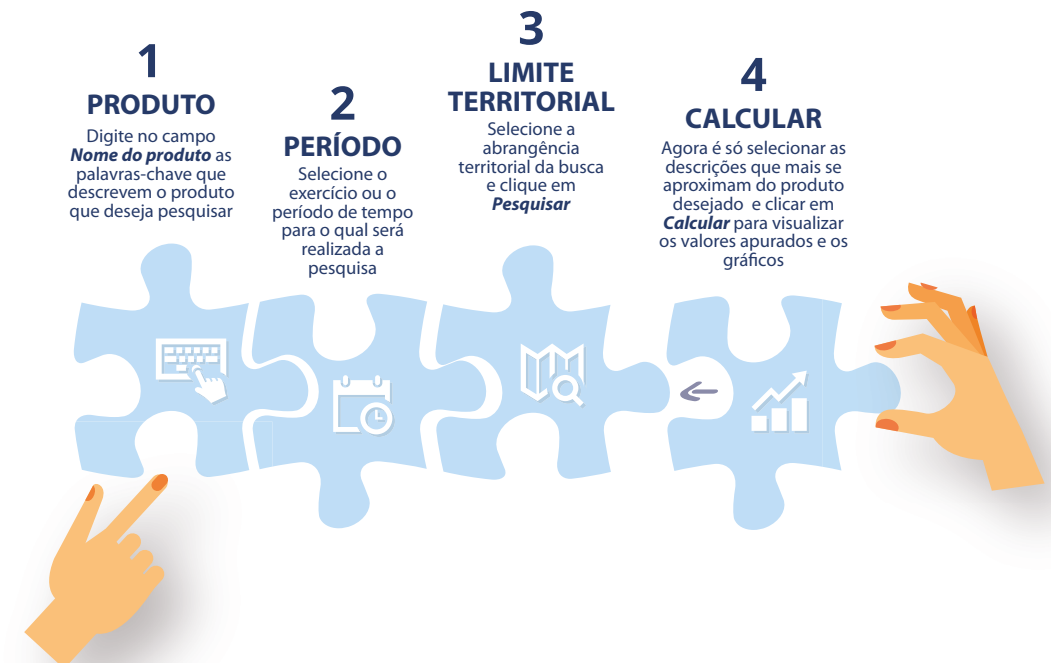 1
PRODUTO
Digite no campo
Nome do produto as
palavras-chave que
descrevem o produto
que deseja pesquisar
2
PERÍODO
Selecione o
exercício ou o
período de tempo
para o qual será
realizada a
pesquisa
3
LIMITE
TERRITORIAL
Selecione a
abrangência
territorial da busca
e clique em
Pesquisar
4
CALCULAR
Agora é só selecionar as
descrições que mais se
aproximam do produto
desejado e clicar em
Calcular para visualizar
os valores apurados e os
gráficos